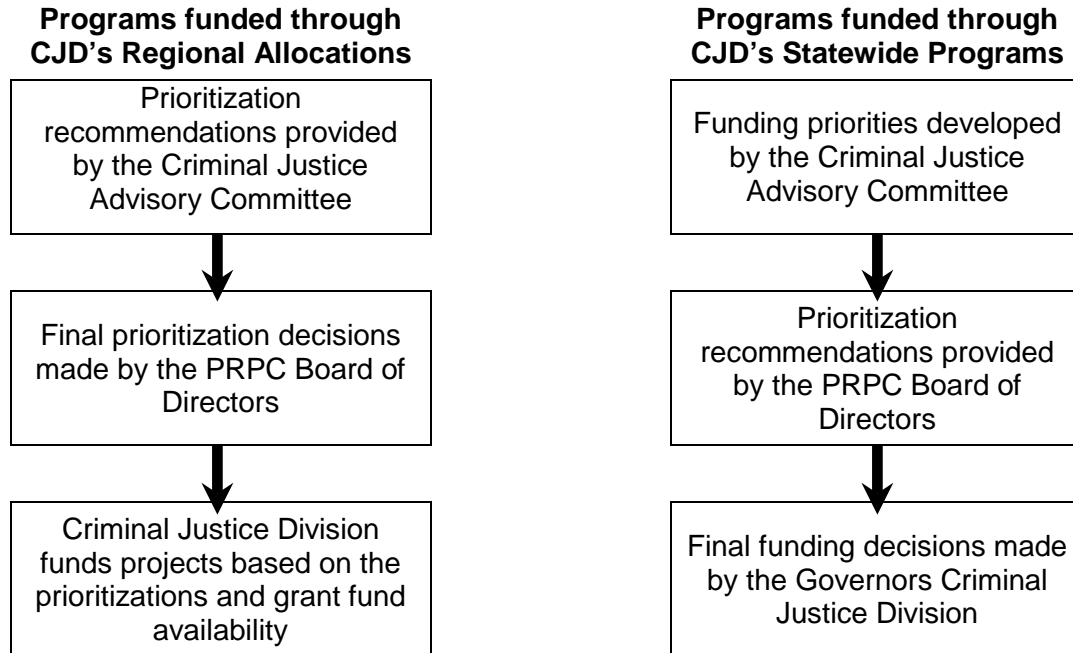 Programs funded through
CJD's Regional Allocations
Prioritization
recommendations provided
by the Criminal Justice
Advisory Committee
Final prioritization decisions
made by the PRPC Board of
Directors
Criminal Justice Division
funds projects based on the
prioritizations and grant fund
availability
Programs funded through
CJD's Statewide Programs
Funding priorities developed
by the Criminal Justice
Advisory Committee
Prioritization
recommendations provided
by the PRPC Board of
Directors
Final funding decisions made
by the Governors Criminal
Justice Division